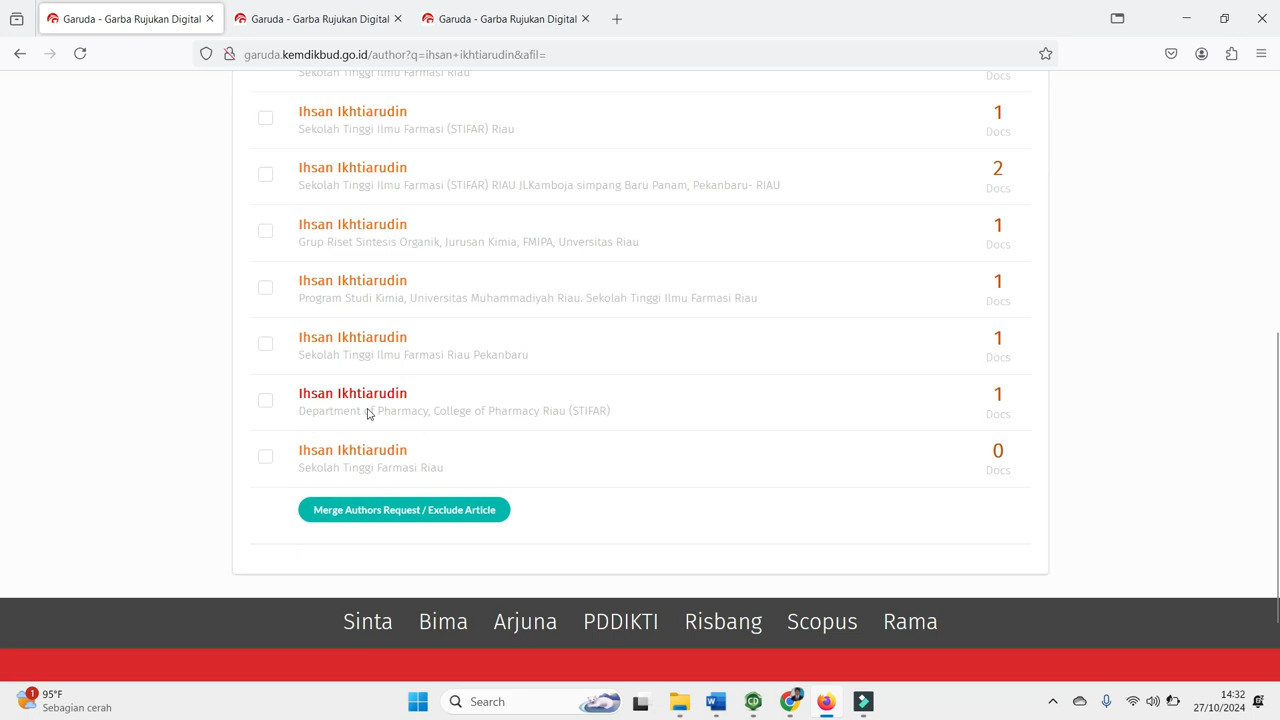 Garuda - Garba Rujukan Digital
Garuda - Garba Rujukan Digital
Garuda - Garba Rujukan Digital
garuda.kemdikbud.go.id/author?q=ihsan+ikhtiarudin&afil=
Sekolah Tinggi Ilmu Farmasi Riau
Docs
Ihsan Ikhtiarudin
1
Sekolah Tinggi Ilmu Farmasi (STIFAR) Riau
Docs
Ihsan Ikhtiarudin
2
Sekolah Tinggi Ilmu Farmasi (STIFAR) RIAU Jl.Kamboja simpang Baru Panam, Pekanbaru- RIAU
Docs
Ihsan Ikhtiarudin
1
Grup Riset Sintesis Organik, Jurusan Kimia, FMIPA, Unversitas Riau
Docs
Ihsan Ikhtiarudin
1
Program Studi Kimia, Universitas Muhammadiyah Riau. Sekolah Tinggi Ilmu Farmasi Riau
Docs
Ihsan Ikhtiarudin
1
Sekolah Tinggi Ilmu Farmasi Riau Pekanbaru
Docs
Ihsan Ikhtiarudin
1
Department of Pharmacy, College of Pharmacy Riau (STIFAR)
Docs
Ihsan Ikhtiarudin
0
Sekolah Tinggi Farmasi Riau
Docs
Merge Authors Request / Exclude Article
Sinta Bima Arjuna PDDIKTI Risbang Scopus Rama
1
95°F
Sebagian cerah
Search
CD
14:32
27/10/2024